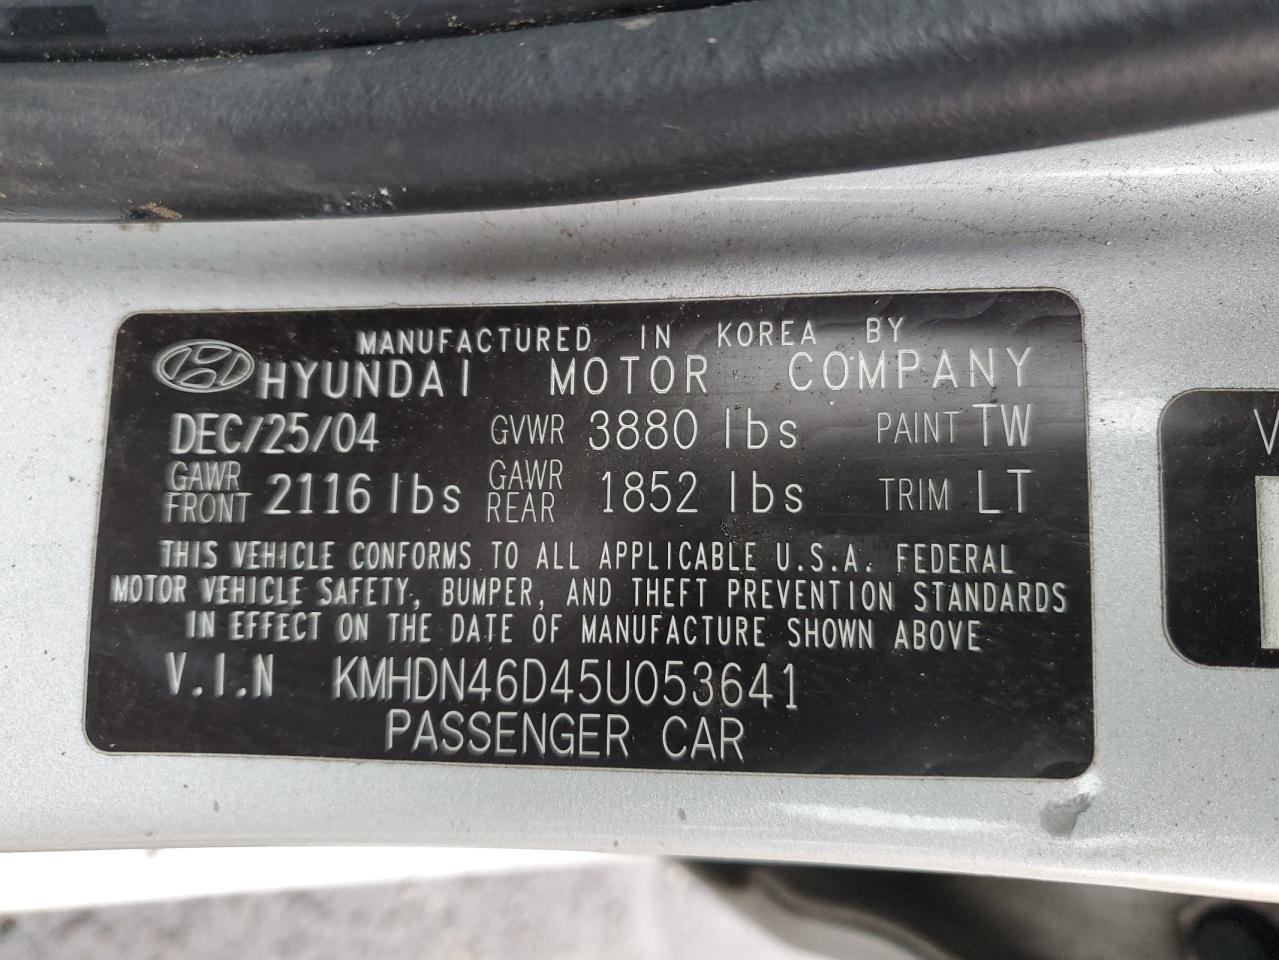 MANUFACTURED IN KOREA BY
HYUNDAI MOTOR COMPANY
DEC/25/04 GVWR 3880 lbs PAINT TW
GAWR FRONT 2116 lbs GAWR REAR 1852 lbs TRIM LT
THIS VEHICLE CONFORMS TO ALL APPLICABLE U.S.A. FEDERAL
MOTOR VEHICLE SAFETY, BUMPER, AND THEFT PREVENTION STANDARDS
IN EFFECT ON THE DATE OF MANUFACTURE SHOWN ABOVE
V.I.N KMHDN46D45U053641
PASSENGER CAR